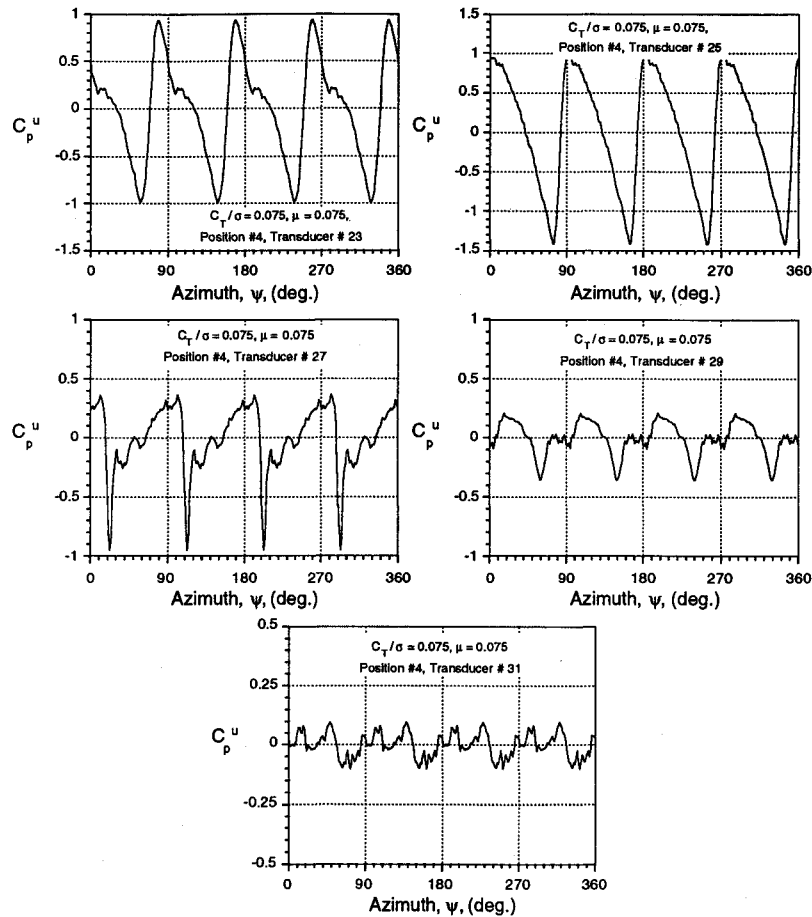 1
0.5
0
-0.5
-1
-1.5
C_p^u
C_T/σ = 0.075, μ = 0.075,
Position #4, Transducer # 23
0 90 180 270 360
Azimuth, ψ, (deg.)
1.5
1
0.5
0
-0.5
-1
-1.5
C_p^u
C_T/σ = 0.075, μ = 0.075,
Position #4, Transducer # 25
0 90 180 270 360
Azimuth, ψ, (deg.)
1
0.5
0
-0.5
-1
C_p^u
C_T/σ = 0.075, μ = 0.075
Position #4, Transducer # 27
0 90 180 270 360
Azimuth, ψ, (deg.)
1
0.5
0
-0.5
-1
C_p^u
C_T/σ = 0.075, μ = 0.075
Position #4, Transducer # 29
0 90 180 270 360
Azimuth, ψ, (deg.)
0.5
0.25
0
-0.25
-0.5
C_p^u
C_T/σ = 0.075, μ = 0.075
Position #4, Transducer # 31
0 90 180 270 360
Azimuth, ψ, (deg.)